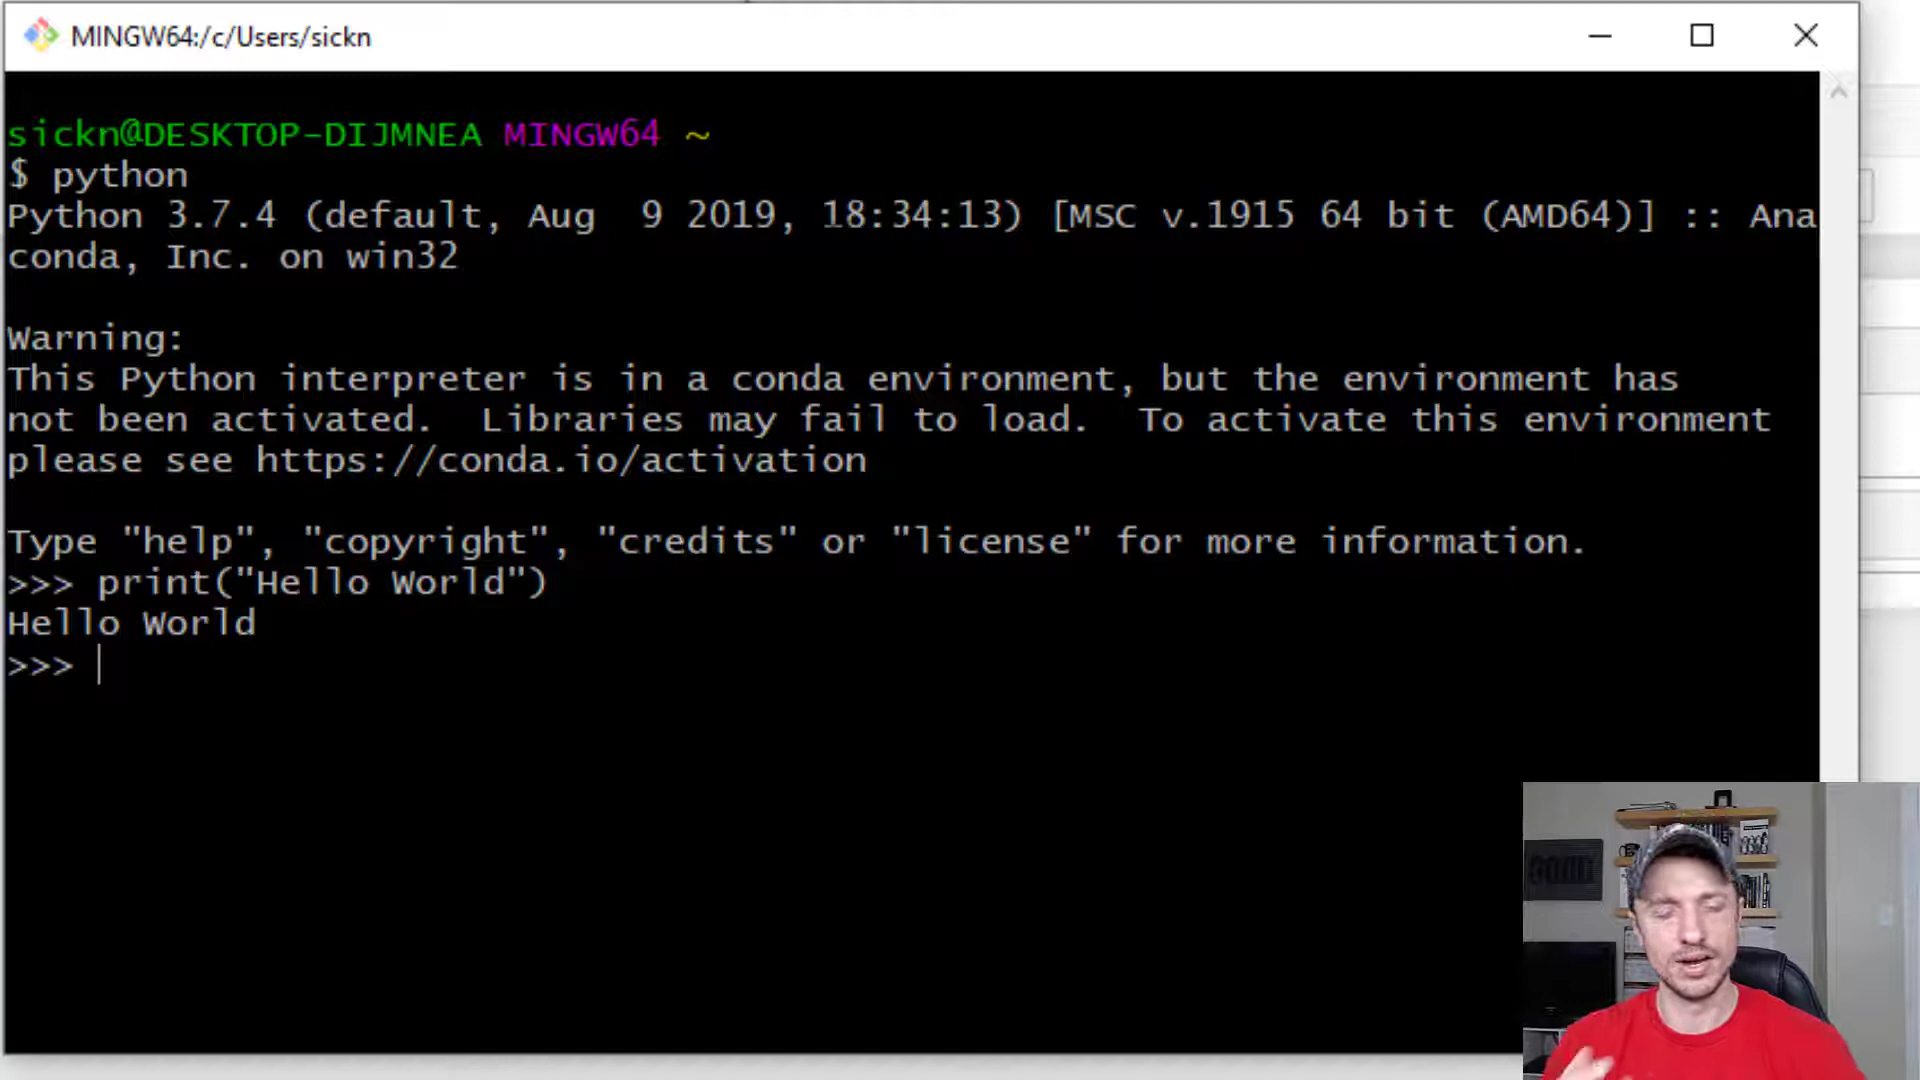 MINGW64:/c/Users/sickn
sickn@DESKTOP-DIJMNEA MINGW64 ~
$ python
Python 3.7.4 (default, Aug  9 2019, 18:34:13) [MSC v.1915 64 bit (AMD64)] :: Ana
conda, Inc. on win32
Warning:
This Python interpreter is in a conda environment, but the environment has
not been activated.  Libraries may fail to load.  To activate this environment
please see https://conda.io/activation
Type "help", "copyright", "credits" or "license" for more information.
>>> print("Hello World")
Hello World
>>>